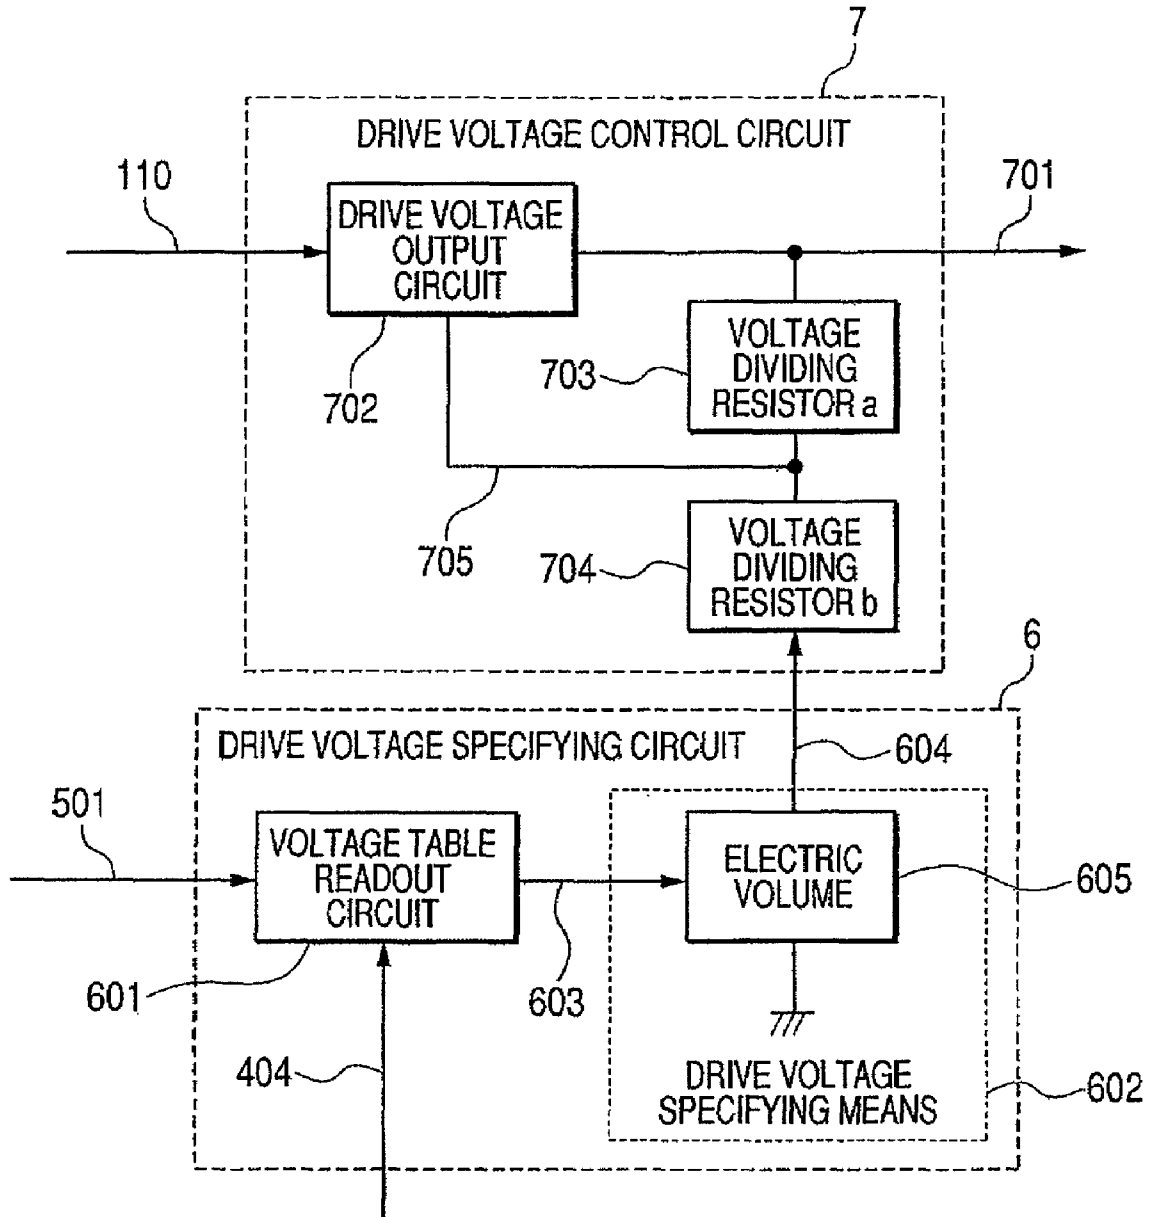 7
DRIVE VOLTAGE CONTROL CIRCUIT
110
701
DRIVE VOLTAGE
OUTPUT
CIRCUIT
702
703
VOLTAGE
DIVIDING
RESISTOR a
705
704
VOLTAGE
DIVIDING
RESISTOR b
6
DRIVE VOLTAGE SPECIFYING CIRCUIT
604
501
VOLTAGE TABLE
READOUT
CIRCUIT
ELECTRIC
VOLUME
605
601
603
404
DRIVE VOLTAGE
SPECIFYING MEANS
602